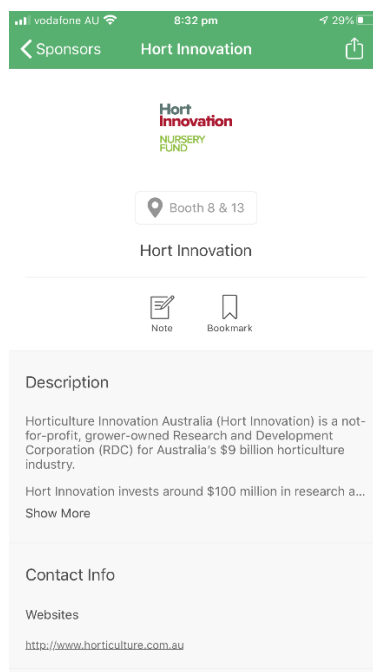 vodafone AU 8:32 pm 29%
Sponsors Hort Innovation
Hort
Innovation
NURSERY
FUND
Booth 8 & 13
Hort Innovation
Note Bookmark
Description
Horticulture Innovation Australia (Hort Innovation) is a not-
for-profit, grower-owned Research and Development
Corporation (RDC) for Australia's $9 billion horticulture
industry.
Hort Innovation invests around $100 million in research a...
Show More
Contact Info
Websites
http://www.horticulture.com.au